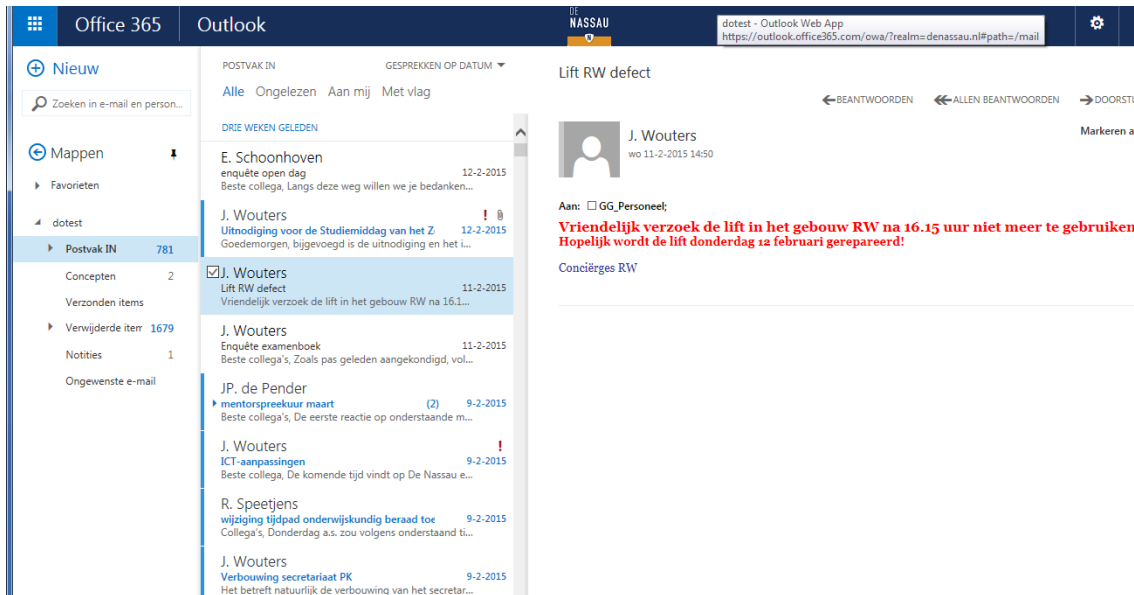 Office 365
Outlook
DE
NASSAU
dotest - Outlook Web App
https://outlook.office365.com/owa/?realm=denassau.nl#path=/mail
Nieuw
Zoeken in e-mail en person...
Mappen
Favorieten
dotest
Postvak IN 781
Concepten 2
Verzonden items
Verwijderde iter 1679
Notities 1
Ongewenste e-mail
POSTVAK IN GESPREKKEN OP DATUM
Alle Ongelezen Aan mij Met vlag
DRIE WEKEN GELEDEN
E. Schoonhoven
enquête open dag 12-2-2015
Beste collega, Langs deze weg willen we je bedanken...
J. Wouters !
Uitnodiging voor de Studiemiddag van het Z 12-2-2015
Goedemorgen, bijgevoegd is de uitnodiging en het i...
J. Wouters
Lift RW defect 11-2-2015
Vriendelijk verzoek de lift in het gebouw RW na 16.1...
J. Wouters
Enquête examenboek 11-2-2015
Beste collega's, Zoals pas geleden aangekondigd, vol...
JP. de Pender
mentorspreekuur maart (2) 9-2-2015
Beste collega's, De eerste reactie op onderstaande m...
J. Wouters !
ICT-aanpassingen 9-2-2015
Beste collega, De komende tijd vindt op De Nassau e...
R. Speetjens
wijziging tijdpad onderwijskundig beraad toe 9-2-2015
Collega's, Donderdag a.s. zou volgens onderstaand ti...
J. Wouters
Verbouwing secretariaat PK 9-2-2015
Het betreft natuurlijk de verbouwing van het secretar...
Lift RW defect
BEANTWOORDEN ALLEN BEANTWOORDEN DOORSTU
J. Wouters
wo 11-2-2015 14:50
Markeren a
Aan: GG_Personeel;
Vriendelijk verzoek de lift in het gebouw RW na 16.15 uur niet meer te gebruiken
Hopelijk wordt de lift donderdag 12 februari gerepareerd!
Conciërges RW